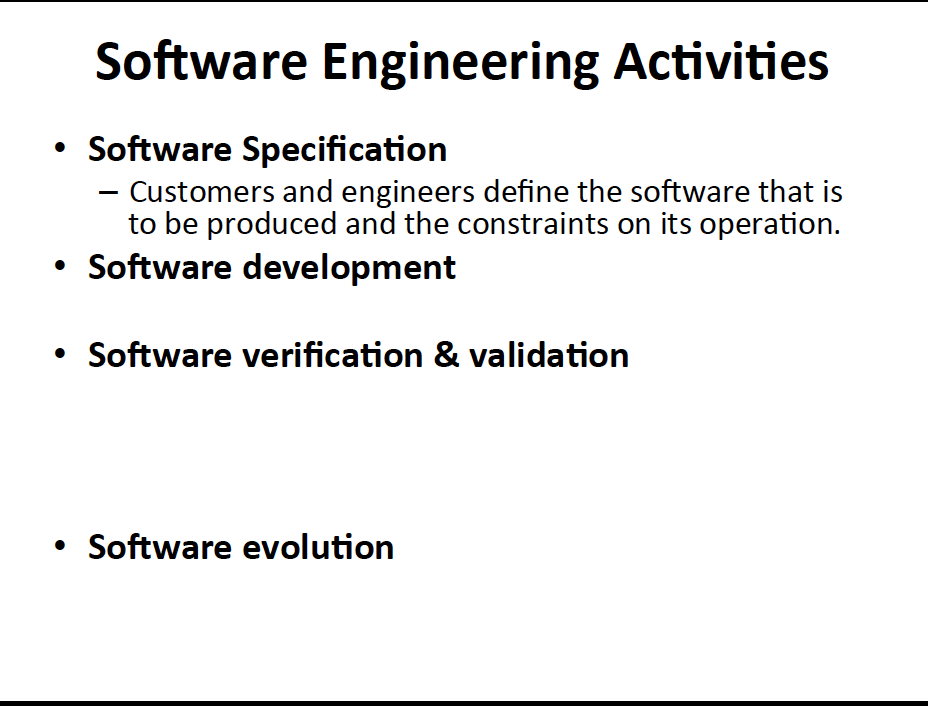 Software Engineering Activities
• Software Specification
– Customers and engineers define the software that is
to be produced and the constraints on its operation.
• Software development
• Software verification & validation
• Software evolution